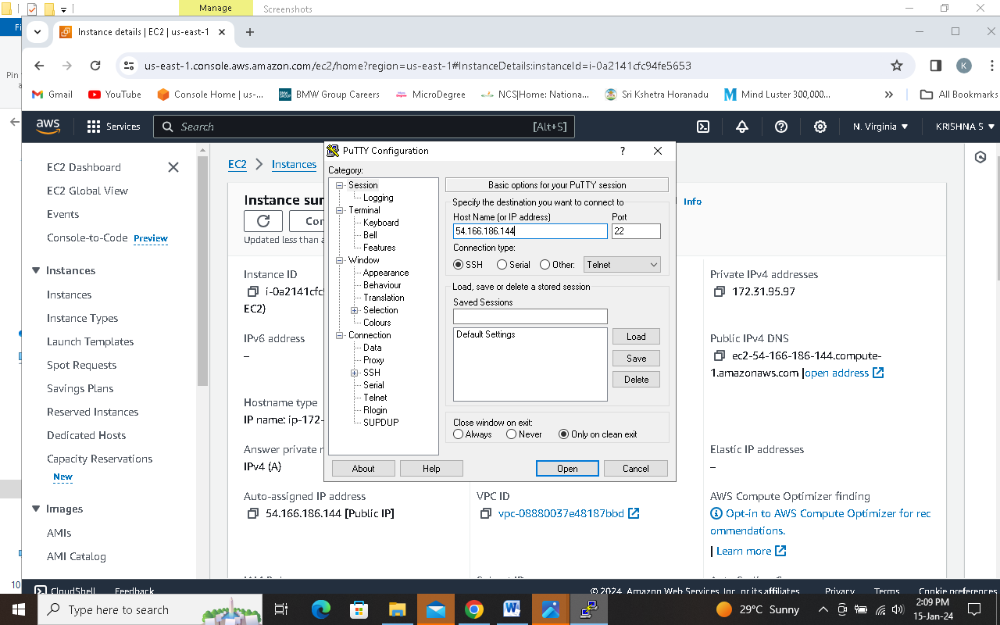 Manage
Screenshots
Fi
Instance details | EC2 | us-east-1
Pin
a
us-east-1.console.aws.amazon.com/ec2/home?region=us-east-1#InstanceDetails:instanceId=i-0a2141cfc94fe5653
K
Gmail
YouTube
Console Home | us-...
BMW Group Careers
MicroDegree
NCS|Home: Nationa...
Sri Kshetra Horanadu
Mind Luster 300,000...
All Bookmarks
aws
Services
Search
[Alt+S]
N. Virginia
KRISHNA S
EC2 Dashboard
EC2 Global View
Events
Console-to-Code Preview
Instances
Instances
Instance Types
Launch Templates
Spot Requests
Savings Plans
Reserved Instances
Dedicated Hosts
Capacity Reservations
New
Images
AMIs
AMI Catalog
EC2
Instances
Instance sum
Info
Con
Updated less than a
Instance ID
i-0a2141cfc
EC2)
IPv6 address
–
Hostname type
IP name: ip-172-
Answer private r
IPv4 (A)
Auto-assigned IP address
54.166.186.144 [Public IP]
VPC ID
vpc-08880037e48187bbd
Private IPv4 addresses
172.31.95.97
Public IPv4 DNS
ec2-54-166-186-144.compute-
1.amazonaws.com |open address
Elastic IP addresses
–
AWS Compute Optimizer finding
Opt-in to AWS Compute Optimizer for rec
ommendations.
| Learn more
PuTTY Configuration
?
Category:
Session
Logging
Terminal
Keyboard
Bell
Features
Window
Appearance
Behaviour
Translation
Selection
Colours
Connection
Data
Proxy
SSH
Serial
Telnet
Rlogin
SUPDUP
Basic options for your PuTTY session
Specify the destination you want to connect to
Host Name (or IP address)
Port
54.166.186.144
22
Connection type:
SSH
Serial
Other:
Telnet
Load, save or delete a stored session
Saved Sessions
Default Settings
Load
Save
Delete
Close window on exit:
Always
Never
Only on clean exit
About
Help
Open
Cancel
10
CloudShell
Feedback
© 2024, Amazon Web Services, Inc. or its affiliates.
Privacy
Terms
Cookie preferences
Type here to search
29°C Sunny
2:09 PM
15-Jan-24